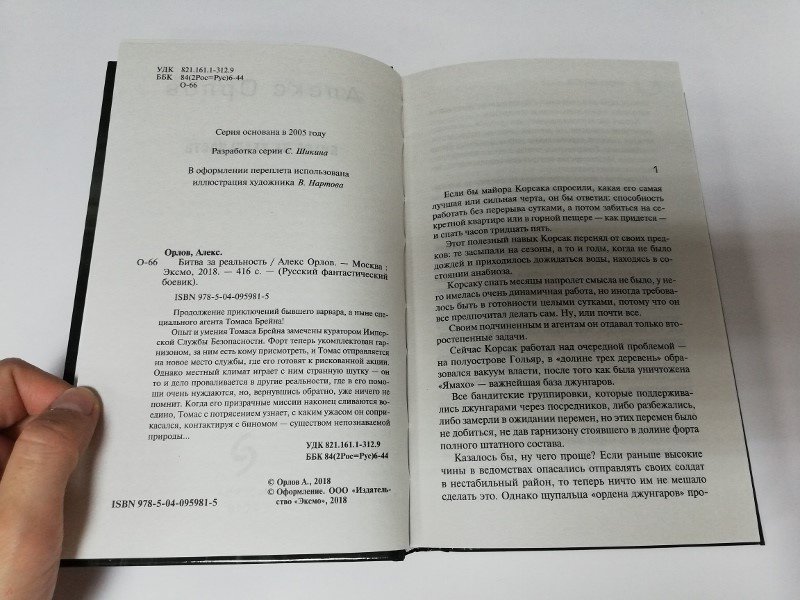 УДК 821.161.1-312.9
ББК 84(2Рос=Рус)6-44
О-66
Серия основана в 2005 году
Разработка серии С. Шикина
В оформлении переплета использована
иллюстрация художника В. Нартова
Орлов, Алекс.
О-66 Битва за реальность / Алекс Орлов. — Москва :
Эксмо, 2018. — 416 с. — (Русский фантастический
боевик).
ISBN 978-5-04-095981-5
Продолжение приключений бывшего варвара, а ныне спе-
циального агента Томаса Брейна!
Опыт и умения Томаса Брейна замечены куратором Импер-
ской Службы Безопасности. Форт теперь укомплектован гар-
низоном, за ним есть кому присмотреть, и Томас отправляется
на новое место службы, где его готовят к рискованной акции.
Однако местный климат играет с ним странную шутку — он
то и дело проваливается в другие реальности, где в его помо-
щи очень нуждаются, но, вернувшись обратно, уже ничего не
помнит. Когда его призрачные миссии наконец сливаются во-
едино, Томас с потрясением узнает, с каким ужасом он сопри-
касался, контактируя с биномом — существом непознаваемой
природы...
УДК 821.161.1-312.9
ББК 84(2Рос=Рус)6-44
© Орлов А., 2018
© Оформление. ООО «Издатель-
ство «Эксмо», 2018
ISBN 978-5-04-095981-5
1
Если бы майора Корсака спросили, какая его самая
лучшая или сильная черта, он бы ответил: способность
работать без перерыва сутками, а потом забиться на се-
кретной квартире или в горной пещере — как придется —
и спать часов тридцать пять.
Этот полезный навык Корсак перенял от своих пред-
ков: те засыпали на сезоны, а то и годы, когда не было
дождей и приходилось дожидаться воды, находясь в со-
стоянии анабиоза.
Корсаку спать месяцы напролет смысла не было, у не-
го имелась очень динамичная работа, но иногда требова-
лось быть в готовности целыми сутками, потому что он
все предпочитал делать сам. Ну, или почти все.
Своим подчиненным и агентам он отдавал только вто-
ростепенные задачи.
Сейчас Корсак работал над очередной проблемой —
на полуострове Гольяр, в «долине трех деревень» обра-
зовался вакуум власти, после того как была уничтожена
«Ямахо» — важнейшая база джунгаров.
Все бандитские группировки, которые поддержива-
лись джунгарами через посредников, либо разбежались,
либо замерли в ожидании перемен, но этих перемен было
не добиться, не дав гарнизону стоявшего в долине форта
полного штатного состава.
Казалось бы, ну чего проще? Если раньше высокие
чины в ведомствах опасались отправлять своих солдат
в нестабильный район, то теперь ничто им не мешало
сделать это. Однако щупальца «ордена джунгаров» про-